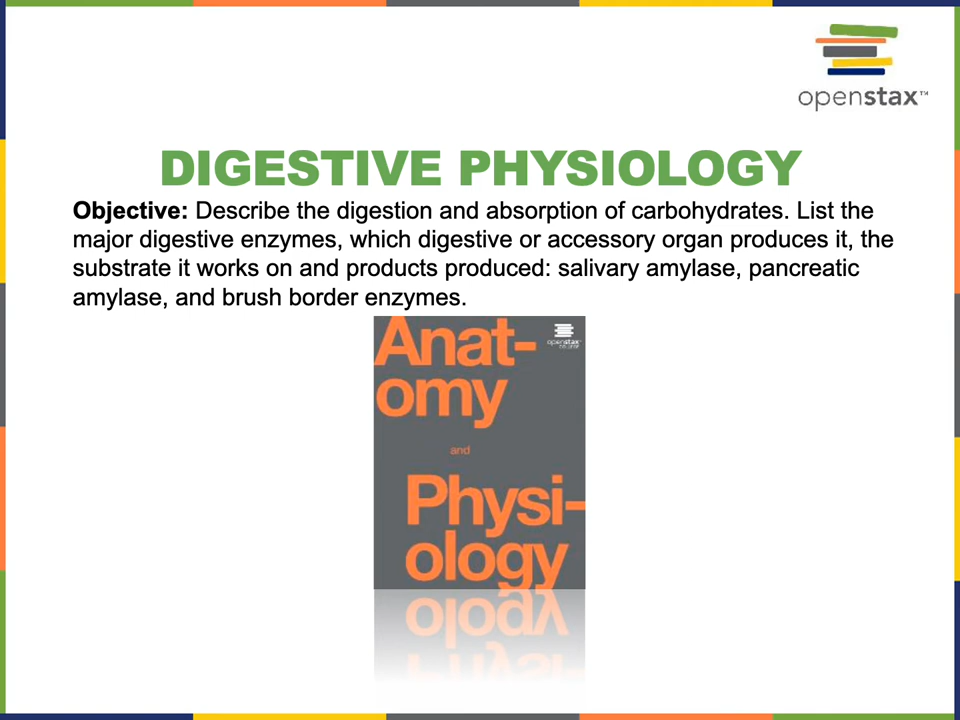 openstax™
DIGESTIVE PHYSIOLOGY
Objective: Describe the digestion and absorption of carbohydrates. List the
major digestive enzymes, which digestive or accessory organ produces it, the
substrate it works on and products produced: salivary amylase, pancreatic
amylase, and brush border enzymes.
Anat-
openstax
omy
and
Physi-
ology